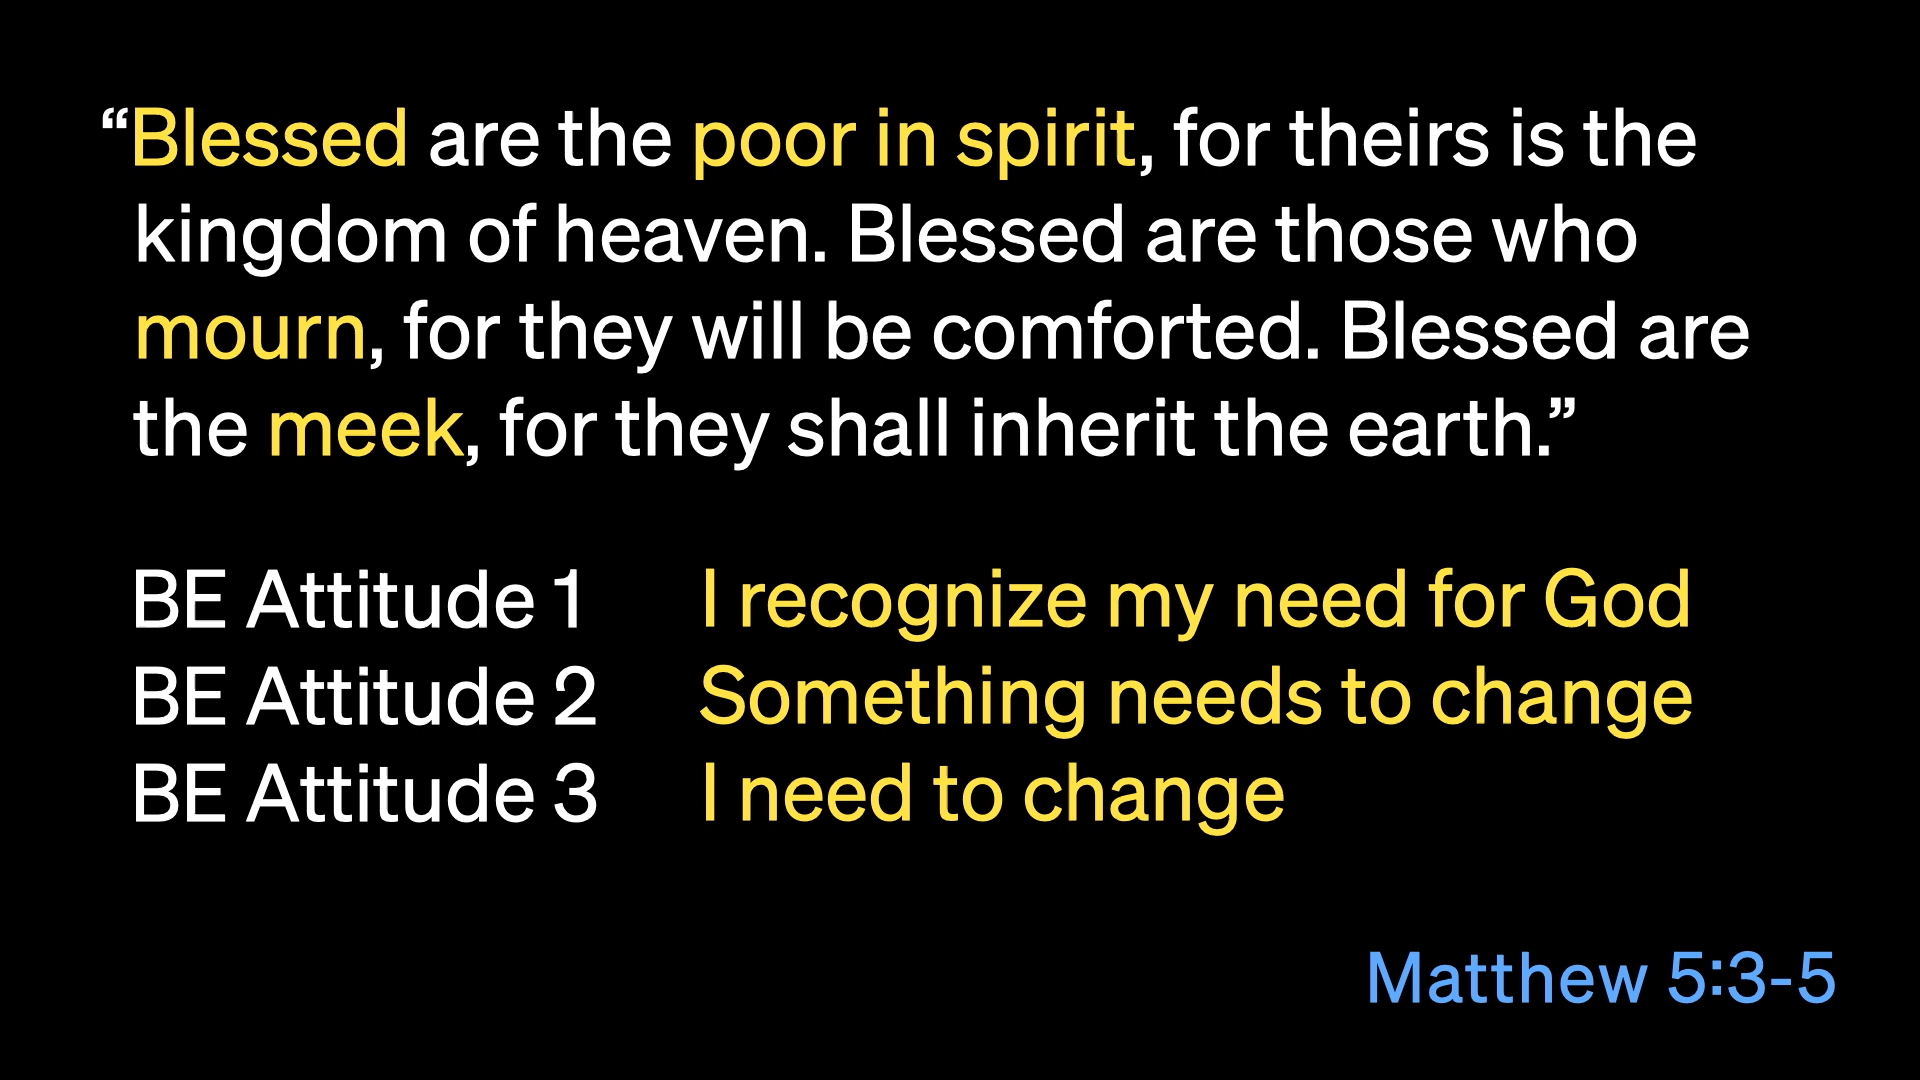 “Blessed are the poor in spirit, for theirs is the
kingdom of heaven. Blessed are those who
mourn, for they will be comforted. Blessed are
the meek, for they shall inherit the earth.”
BE Attitude 1 I recognize my need for God
BE Attitude 2 Something needs to change
BE Attitude 3 I need to change
Matthew 5:3-5